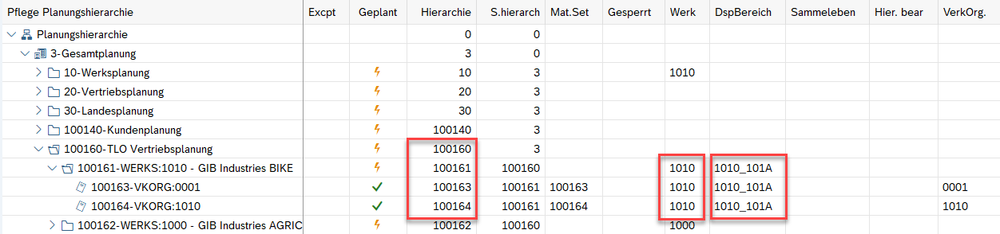 Pflege Planungshierarchie Excpt Geplant Hierarchie S.hierarch Mat.Set Gesperrt Werk DspBereich Sammeleben Hier. bear VerkOrg.
Planungshierarchie 0 0
3-Gesamtplanung 3 0
10-Werksplanung 10 3 1010
20-Vertriebsplanung 20 3
30-Landesplanung 30 3
100140-Kundenplanung 100140 3
100160-TLO Vertriebsplanung 100160 3
100161-WERKS:1010 - GIB Industries BIKE 100161 100160 1010 1010_101A
100163-VKORG:0001 100163 100161 100163 1010 1010_101A 0001
100164-VKORG:1010 100164 100161 100164 1010 1010_101A 1010
100162-WERKS:1000 - GIB Industries AGRIC 100162 100160 1000